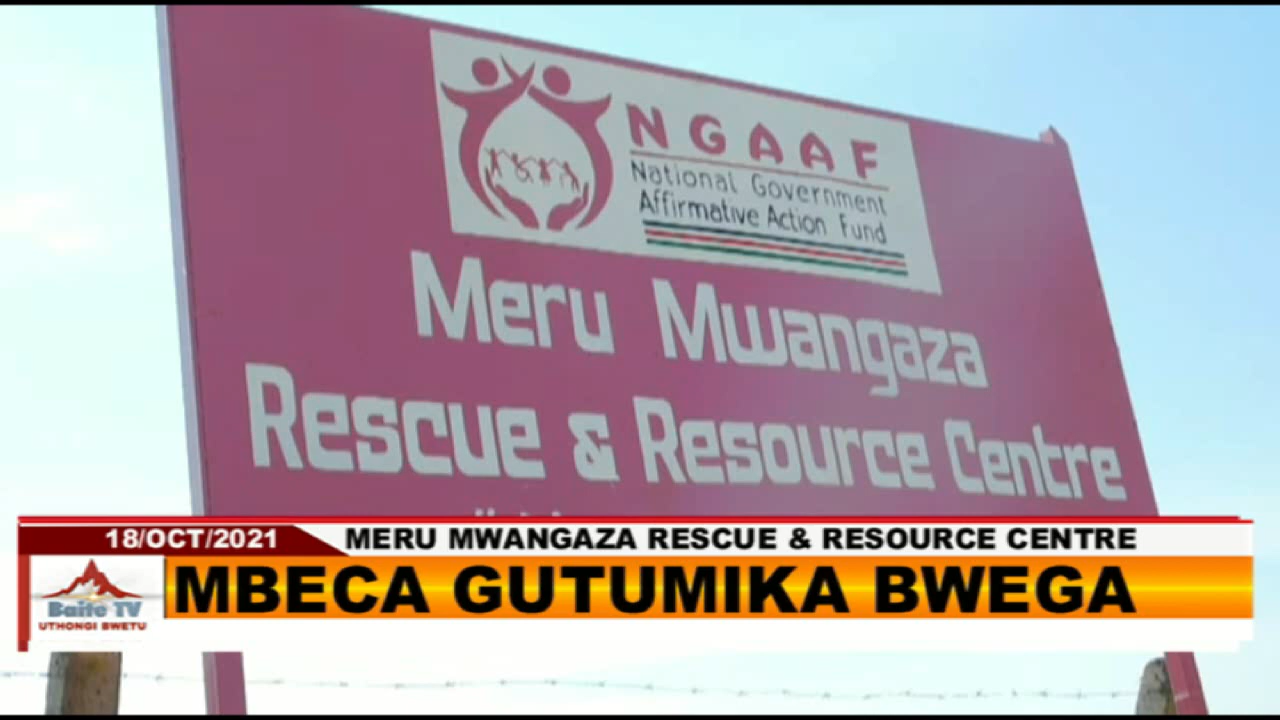 NGAAF
National Government
Affirmative Action Fund
Meru Mwangaza
Rescue & Resource Centre
18/OCT/2021
MERU MWANGAZA RESCUE & RESOURCE CENTRE
Baite TV
UTHONGI BWETU
MBECA GUTUMIKA BWEGA